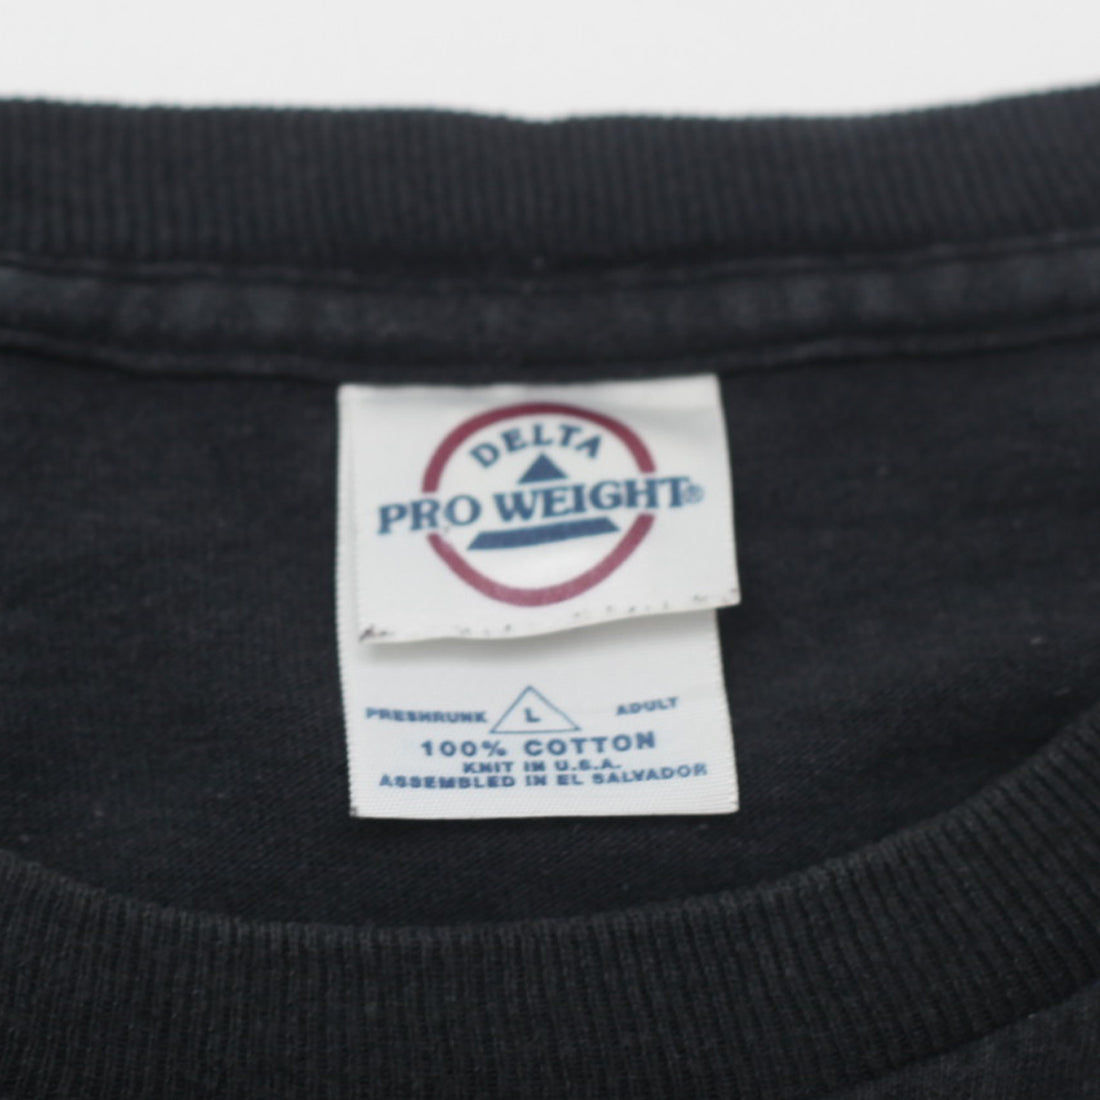 DELTA
PRO WEIGHT®
PRESHRUNK L ADULT
100% COTTON
KNIT IN U.S.A.
ASSEMBLED IN EL SALVADOR